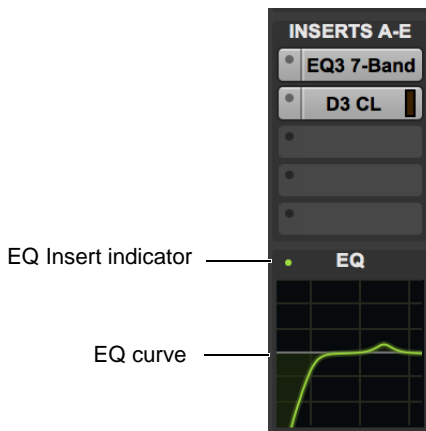 INSERTS A-E
EQ3 7-Band
D3 CL
EQ Insert indicator
EQ
EQ curve